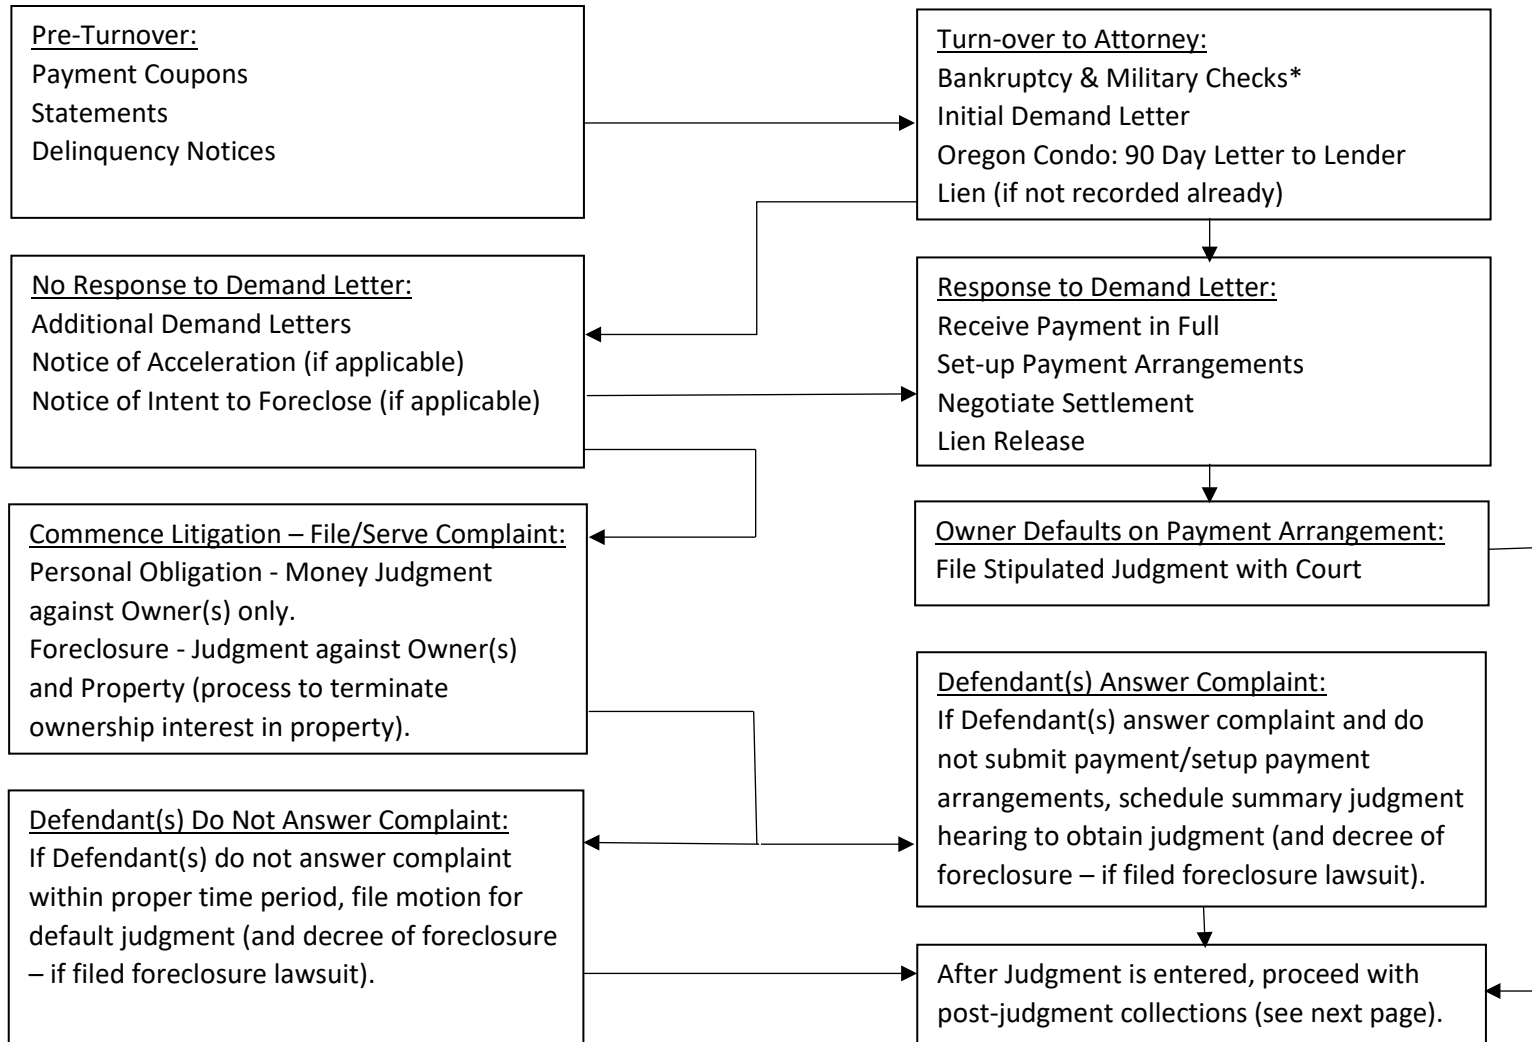 Pre-Turnover:
Payment Coupons
Statements
Delinquency Notices
Turn-over to Attorney:
Bankruptcy & Military Checks*
Initial Demand Letter
Oregon Condo: 90 Day Letter to Lender
Lien (if not recorded already)
No Response to Demand Letter:
Additional Demand Letters
Notice of Acceleration (if applicable)
Notice of Intent to Foreclose (if applicable)
Response to Demand Letter:
Receive Payment in Full
Set-up Payment Arrangements
Negotiate Settlement
Lien Release
Commence Litigation – File/Serve Complaint:
Personal Obligation - Money Judgment
against Owner(s) only.
Foreclosure - Judgment against Owner(s)
and Property (process to terminate
ownership interest in property).
Owner Defaults on Payment Arrangement:
File Stipulated Judgment with Court
Defendant(s) Answer Complaint:
If Defendant(s) answer complaint and do
not submit payment/setup payment
arrangements, schedule summary judgment
hearing to obtain judgment (and decree of
foreclosure – if filed foreclosure lawsuit).
Defendant(s) Do Not Answer Complaint:
If Defendant(s) do not answer complaint
within proper time period, file motion for
default judgment (and decree of foreclosure
– if filed foreclosure lawsuit).
After Judgment is entered, proceed with
post-judgment collections (see next page).